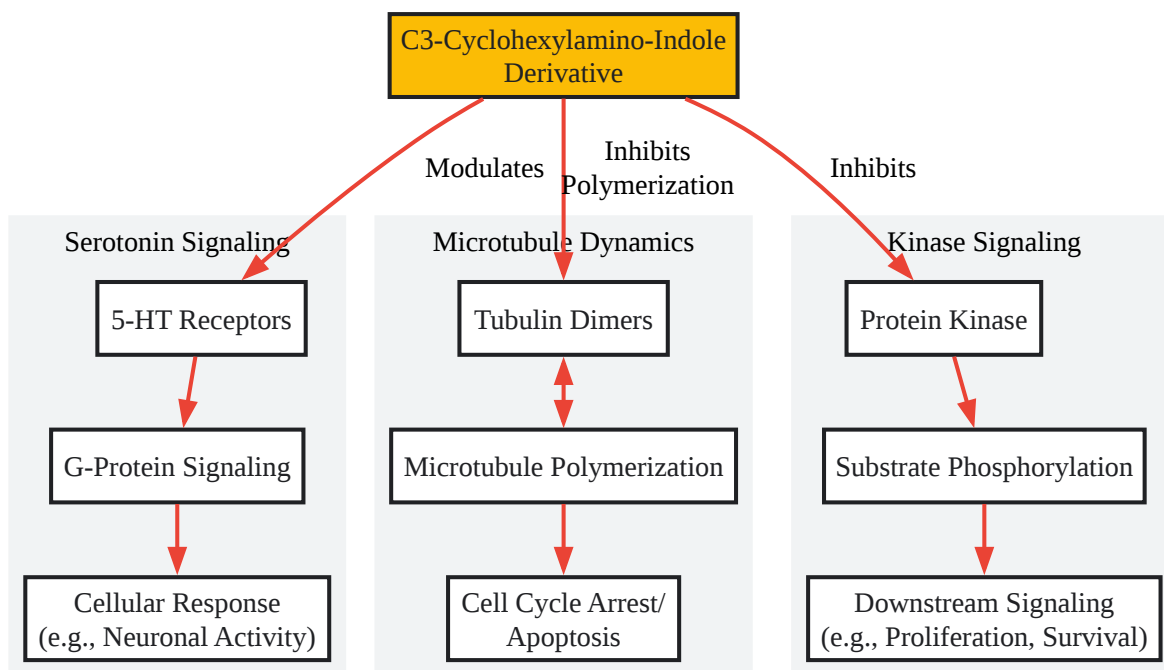 C3-Cyclohexylamino-Indole
Derivative
Modulates
Inhibits
Polymerization
Inhibits
Serotonin Signaling
5-HT Receptors
G-Protein Signaling
Cellular Response
(e.g., Neuronal Activity)
Microtubule Dynamics
Tubulin Dimers
Microtubule Polymerization
Cell Cycle Arrest/
Apoptosis
Kinase Signaling
Protein Kinase
Substrate Phosphorylation
Downstream Signaling
(e.g., Proliferation, Survival)